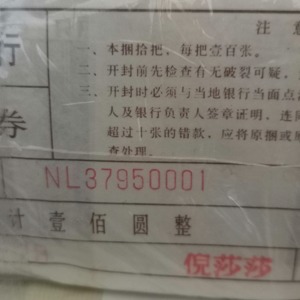 注意
行
一、本捆拾把，每把壹百张。
二、开封前先检查有无破裂可疑，
三、开封时必须与当地银行当面点
人及银行负责人签章证明，连
超过十张的错款，应将原捆或
查处理.
券
NL37950001
计壹佰圆整
倪莎莎